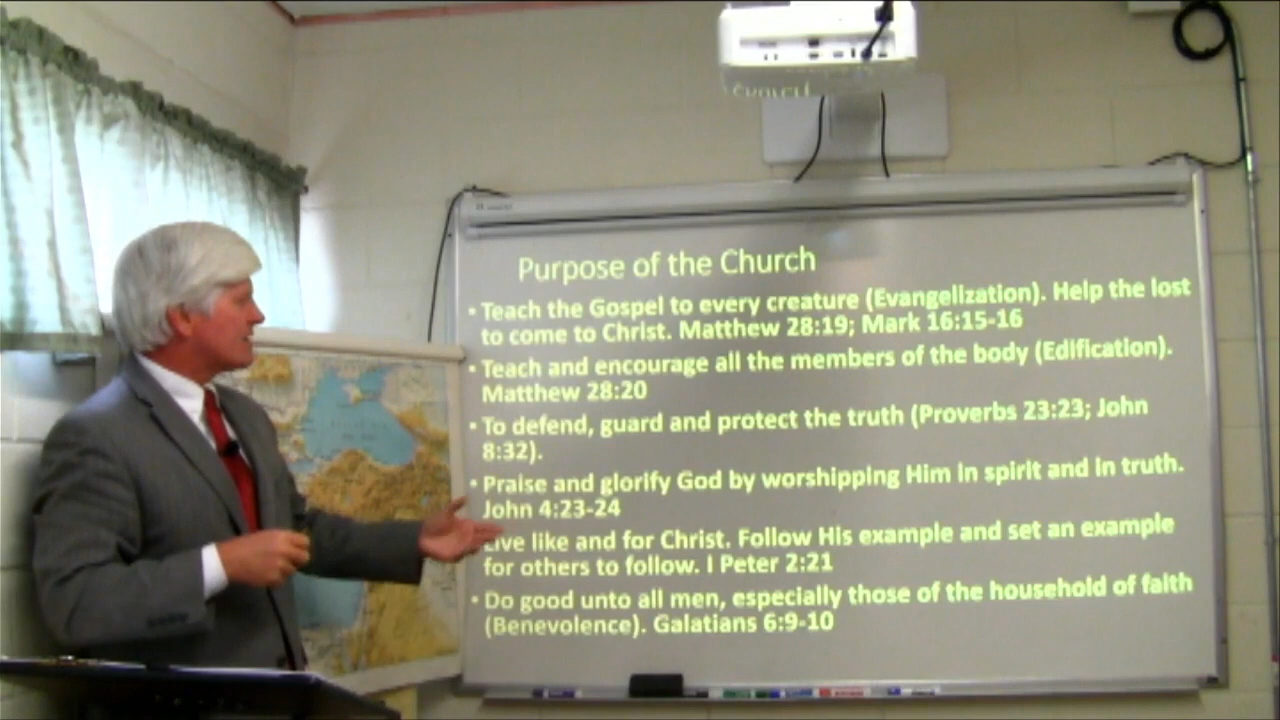 Purpose of the Church
• Teach the Gospel to every creature (Evangelization). Help the lost
to come to Christ. Matthew 28:19; Mark 16:15-16
• Teach and encourage all the members of the body (Edification).
Matthew 28:20
• To defend, guard and protect the truth (Proverbs 23:23; John
8:32).
• Praise and glorify God by worshipping Him in spirit and in truth.
John 4:23-24
Live like and for Christ. Follow His example and set an example
for others to follow. I Peter 2:21
• Do good unto all men, especially those of the household of faith
(Benevolence). Galatians 6:9-10